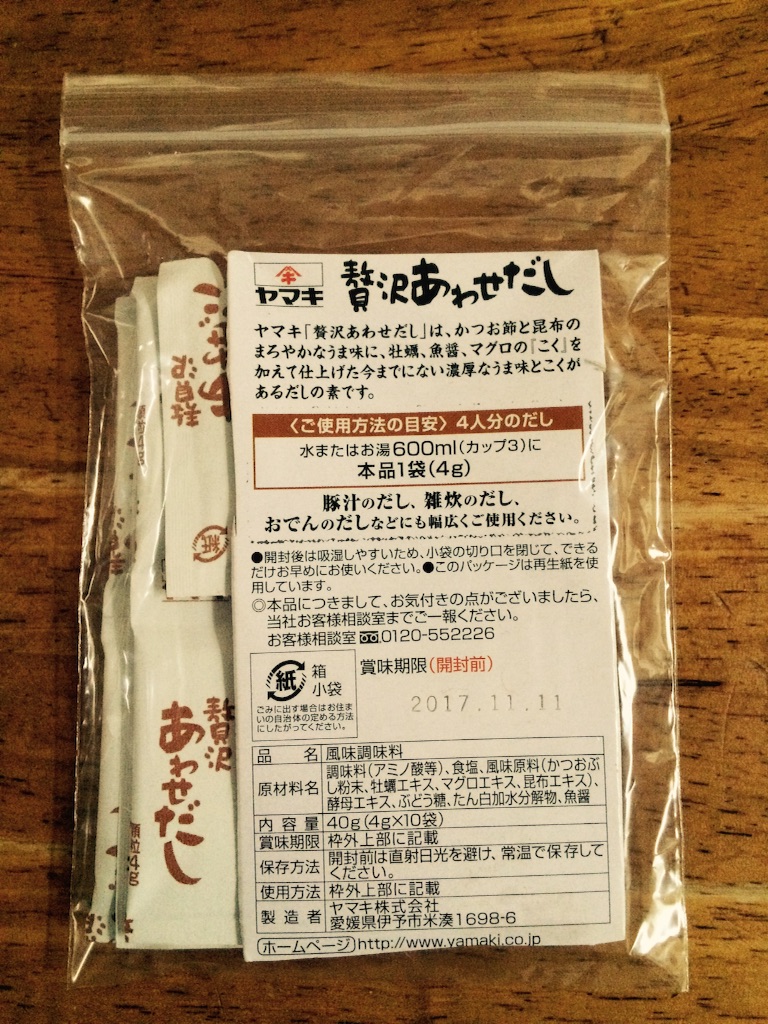 ヤマキ 贅沢あわせだし
ヤマキ「贅沢あわせだし」は、かつお節と昆布の
まろやかなうま味に、牡蠣、魚醤、マグロの『こく』を
加えて仕上げた今までにない濃厚なうま味とこくが
あるだしの素です。
〈ご使用方法の目安〉4人分のだし
水またはお湯600ml(カップ3)に
本品1袋(4g)
豚汁のだし、雑炊のだし、
おでんのだしなどにも幅広くご使用ください。
●開封後は吸湿しやすいため、小袋の切り口を閉じて、できる
だけお早めにお使いください。●このパッケージは再生紙を使
用しています。
◎本品につきまして、お気付きの点がございましたら、
当社お客様相談室までご一報ください。
お客様相談室 0120-552226
紙
箱
小袋
ごみに出す場合はお住ま
いの自治体の定める方法
にしたがってください。
賞味期限(開封前)
2017.11.11
品名 風味調味料
原材料名 調味料(アミノ酸等)、食塩、風味原料(かつおぶ
し粉末、牡蠣エキス、マグロエキス、昆布エキス)、
酵母エキス、ぶどう糖、たん白加水分解物、魚醤
内容量 40g(4g×10袋)
賞味期限 枠外上部に記載
保存方法 開封前は直射日光を避け、常温で保存して
ください。
使用方法 枠外上部に記載
製造者 ヤマキ株式会社
愛媛県伊予市米湊1698-6
ホームページ http://www.yamaki.co.jp
紙
贅沢
あわせだし
顆粒4g
顆粒4g